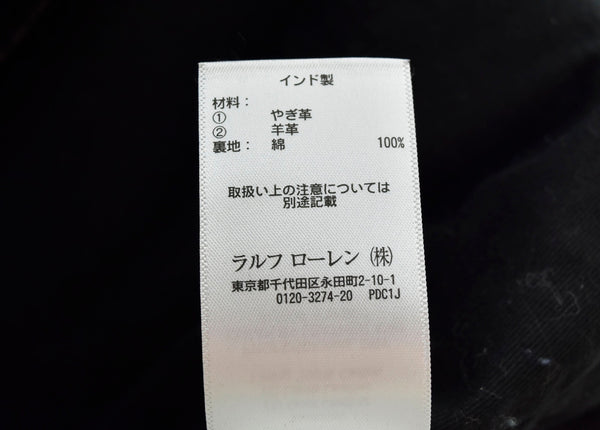 インド製
材料：
① やぎ革
② 羊革
裏地： 綿 100%
取扱い上の注意については
別途記載
ラルフ ローレン ㈱
東京都千代田区永田町2-10-1
0120-3274-20 PDC1J